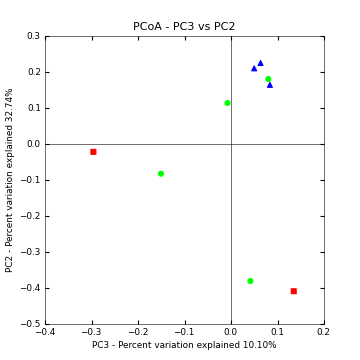 PCoA - PC3 vs PC2
PC2 - Percent variation explained 32.74%
0.3
0.2
0.1
0.0
−0.1
−0.2
−0.3
−0.4
−0.5
−0.4 −0.3 −0.2 −0.1 0.0 0.1 0.2
PC3 - Percent variation explained 10.10%